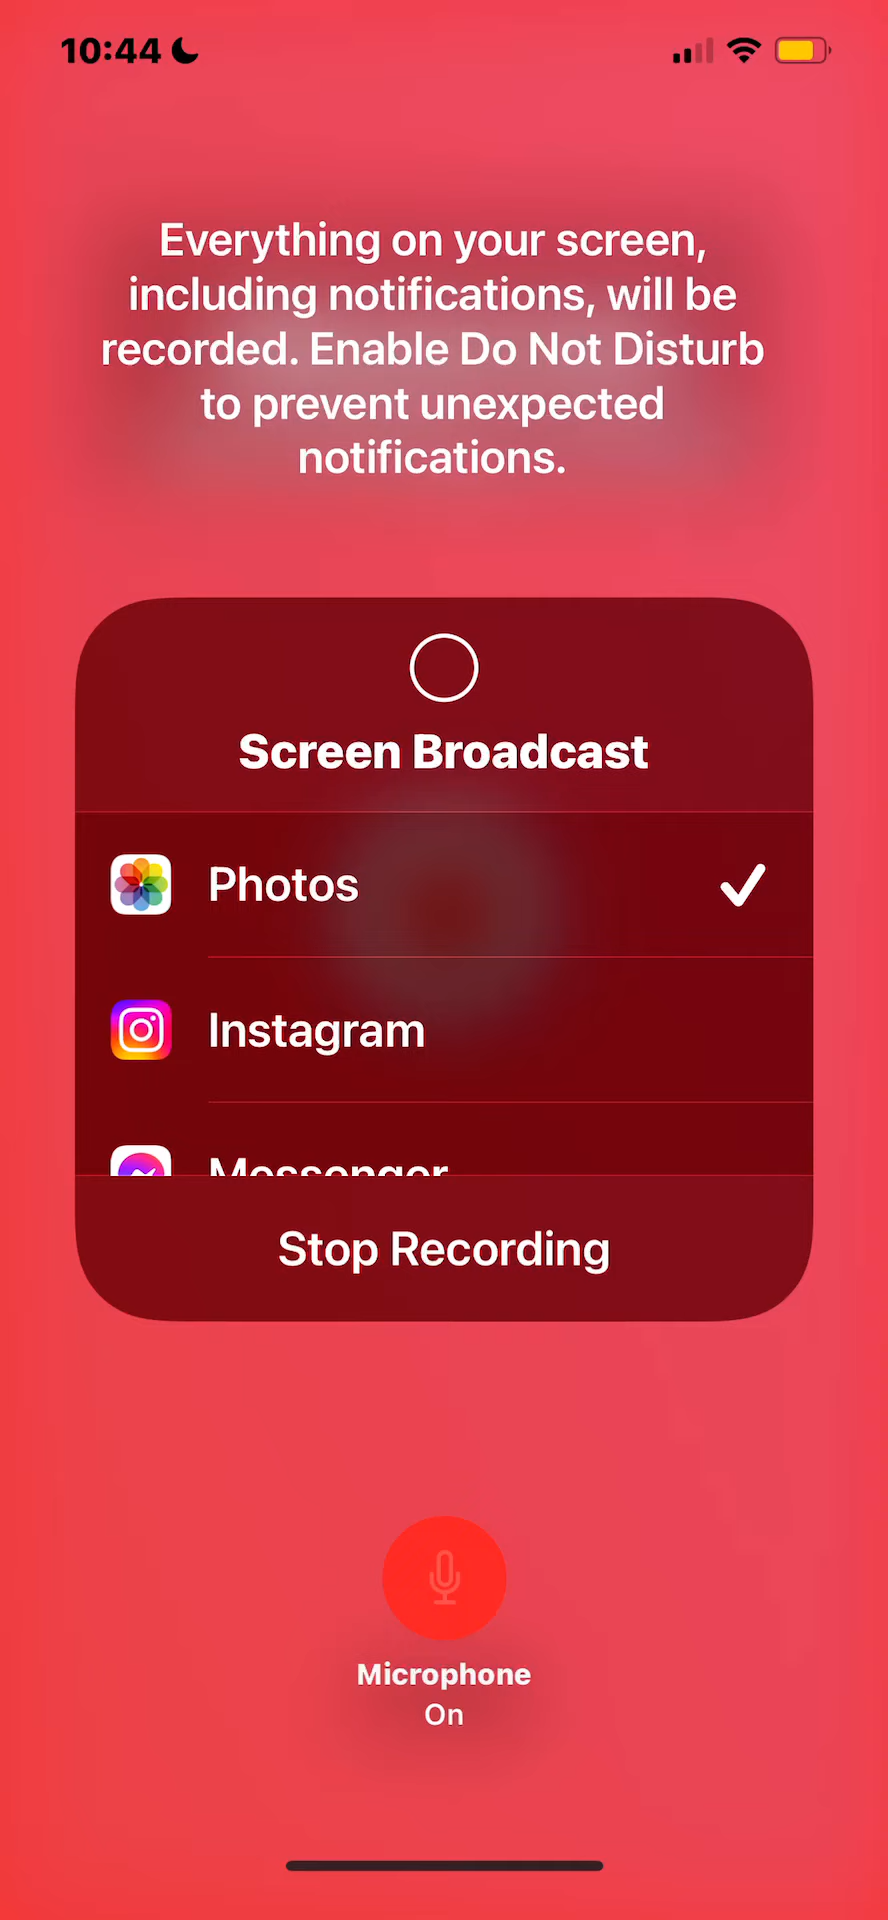 10:44
Everything on your screen,
including notifications, will be
recorded. Enable Do Not Disturb
to prevent unexpected
notifications.
Screen Broadcast
Photos
Instagram
Messenger
Stop Recording
Microphone
On